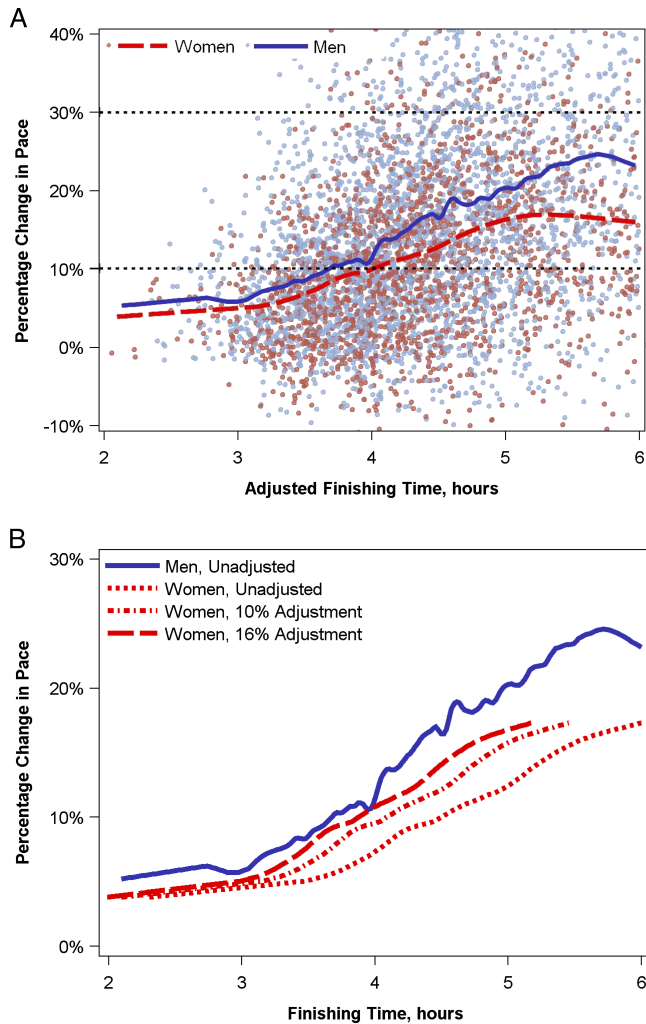 A
Women Men
40%
30%
20%
10%
0%
-10%
Percentage Change in Pace
2 3 4 5 6
Adjusted Finishing Time, hours
B
Men, Unadjusted
Women, Unadjusted
Women, 10% Adjustment
Women, 16% Adjustment
30%
20%
10%
0%
Percentage Change in Pace
2 3 4 5 6
Finishing Time, hours